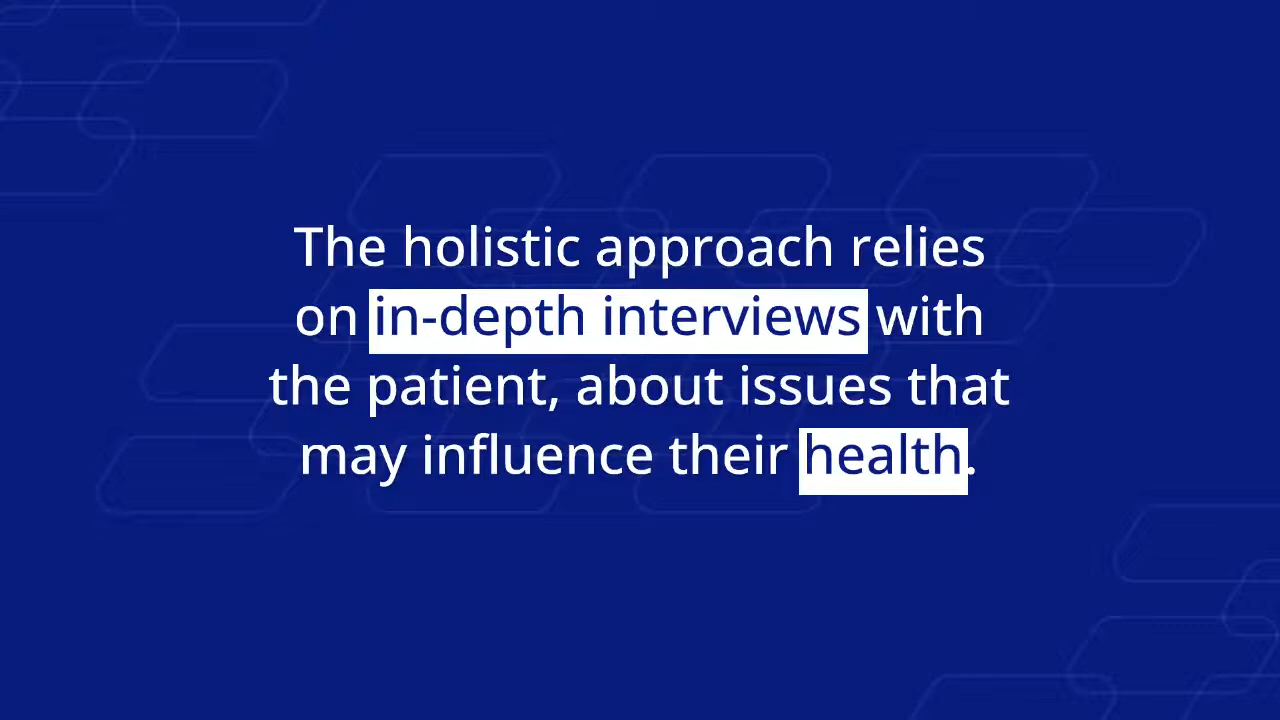 The holistic approach relies
on in-depth interviews with
the patient, about issues that
may influence their health.